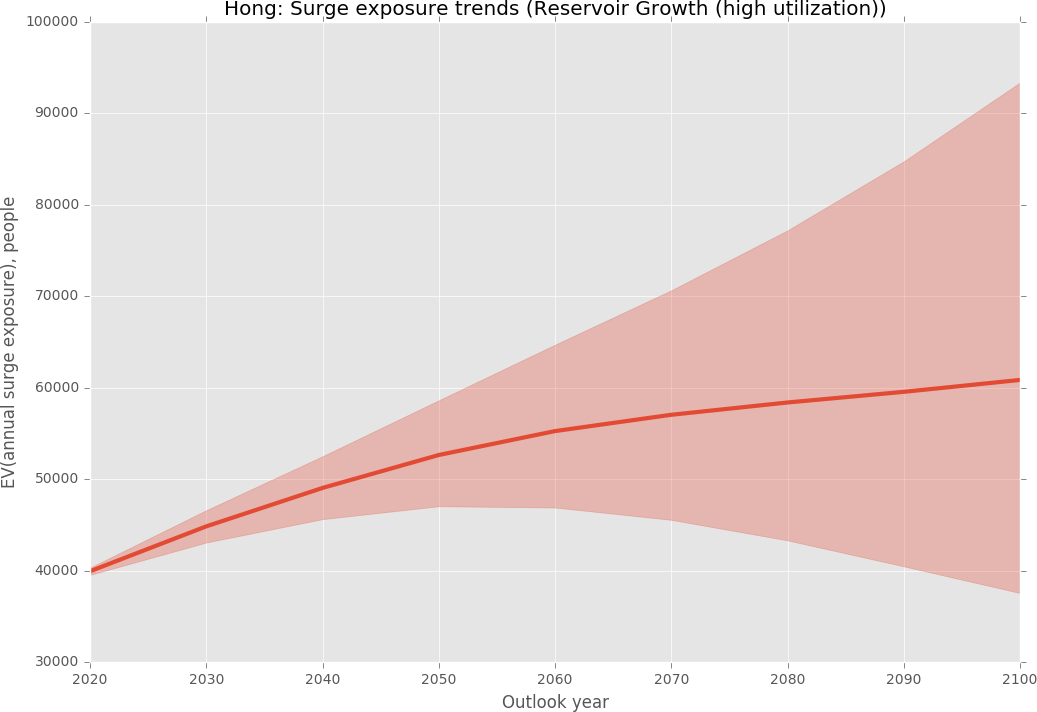 Hong: Surge exposure trends (Reservoir Growth (high utilization))
EV(annual surge exposure), people
100000
90000
80000
70000
60000
50000
40000
30000
2020 2030 2040 2050 2060 2070 2080 2090 2100
Outlook year